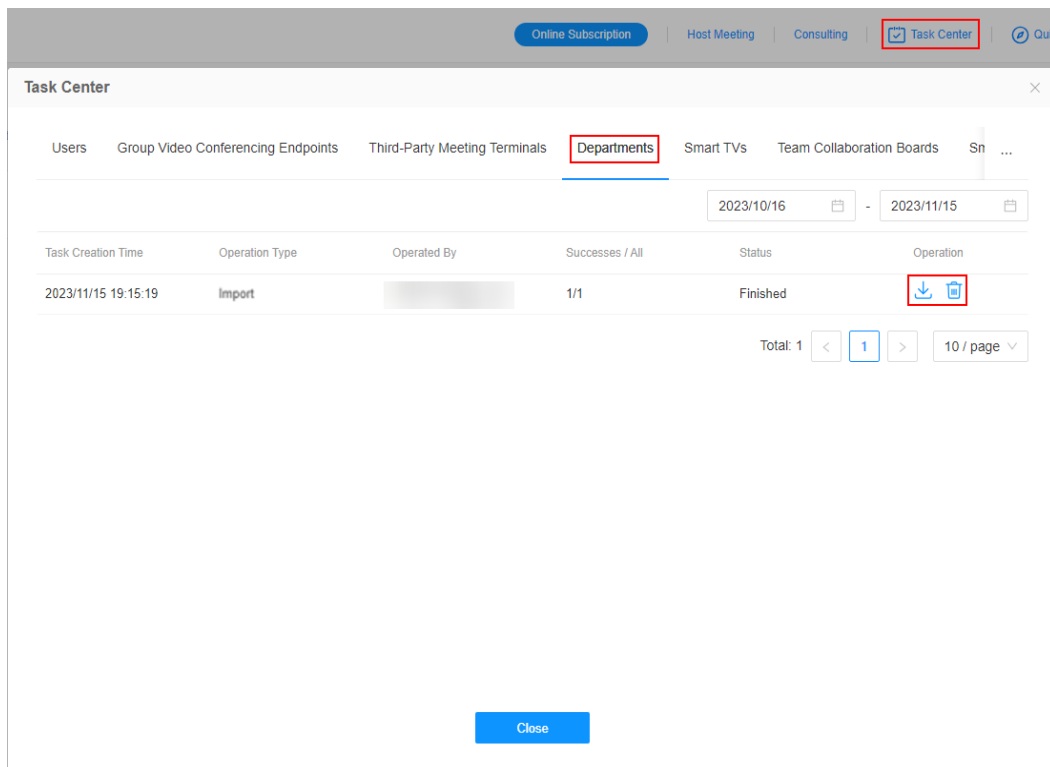 Online Subscription Host Meeting Consulting Task Center
Task Center
Users Group Video Conferencing Endpoints Third-Party Meeting Terminals Departments Smart TVs Team Collaboration Boards ...
2023/10/16 - 2023/11/15
Task Creation Time Operation Type Operated By Successes / All Status Operation
2023/11/15 19:15:19 Import 1/1 Finished
Total: 1 < 1 > 10 / page
Close